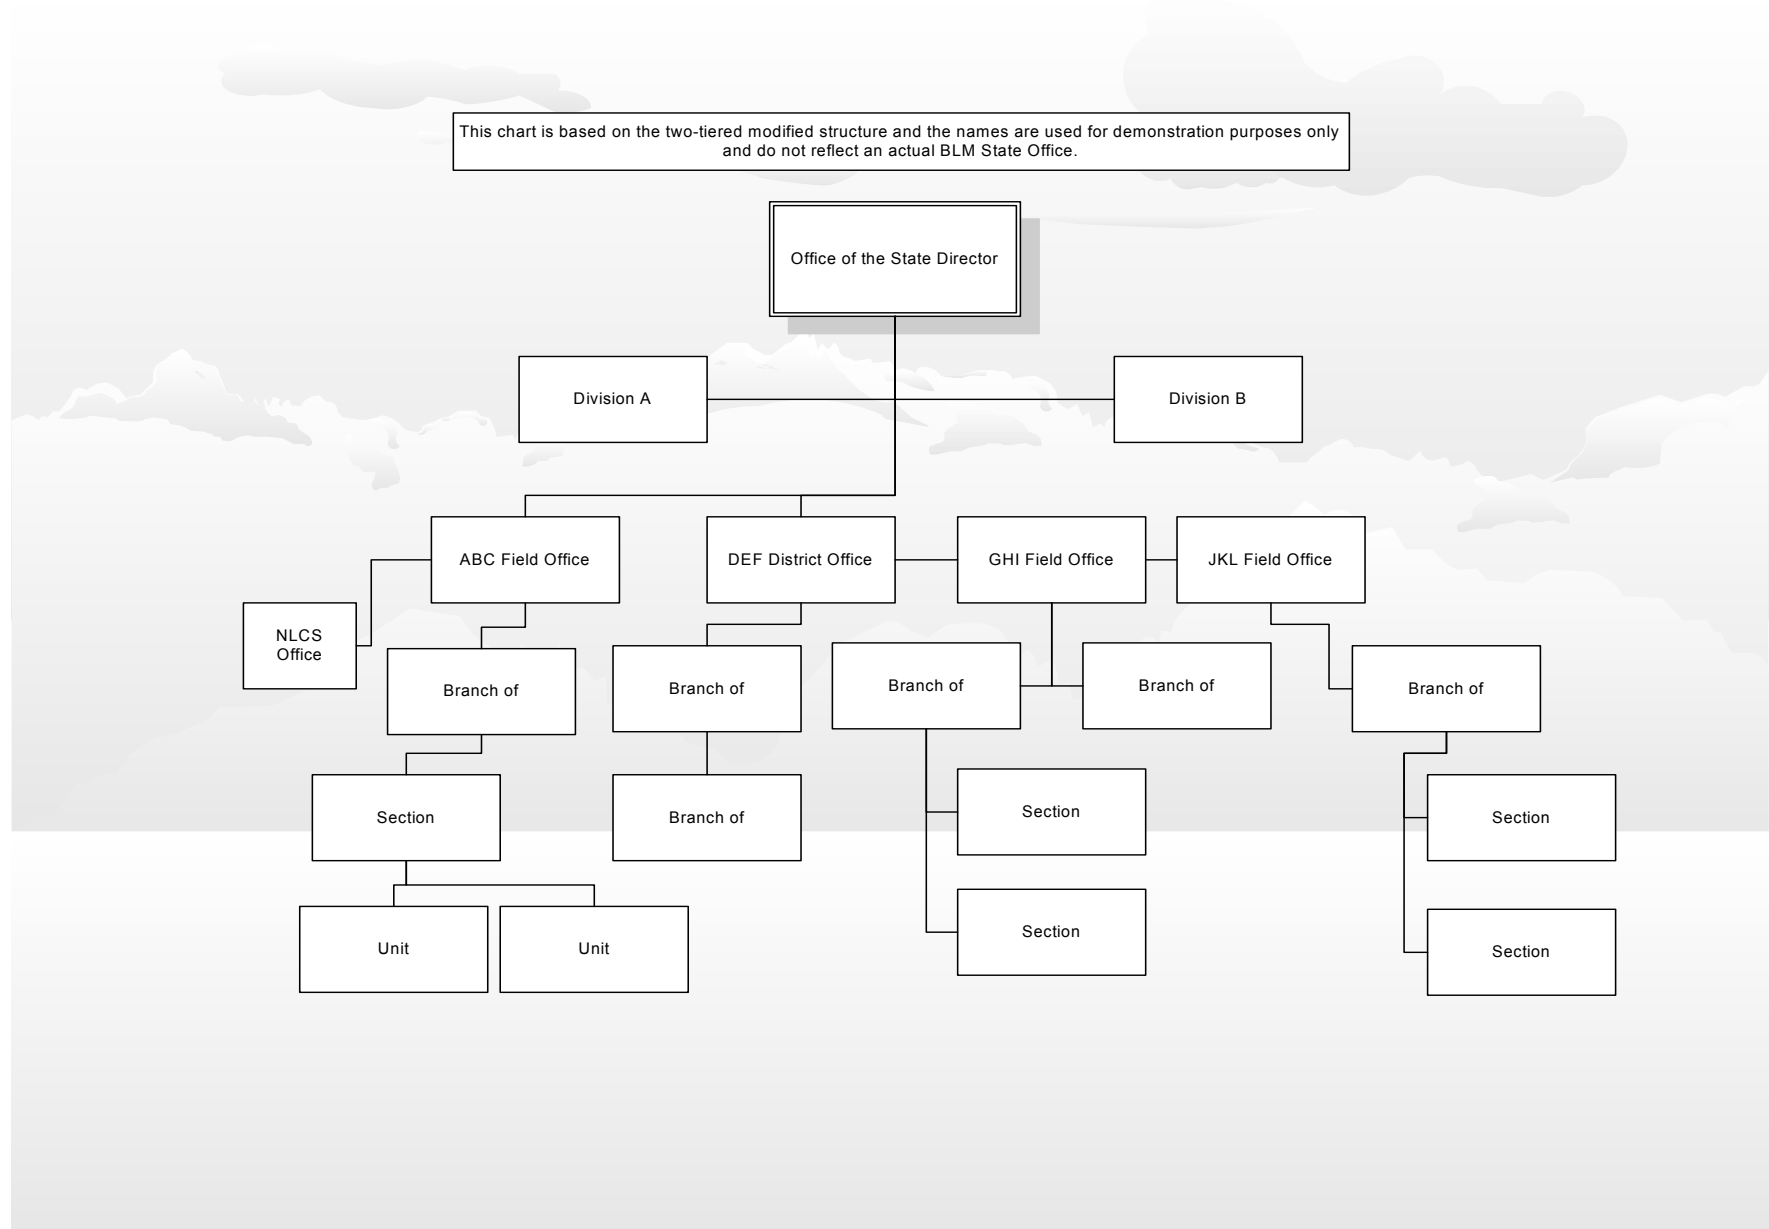 This chart is based on the two-tiered modified structure and the names are used for demonstration purposes only
and do not reflect an actual BLM State Office.
Office of the State Director
Division A
Division B
ABC Field Office
DEF District Office
GHI Field Office
JKL Field Office
NLCS
Office
Branch of
Branch of
Branch of
Branch of
Branch of
Section
Branch of
Section
Section
Unit
Unit
Section
Section